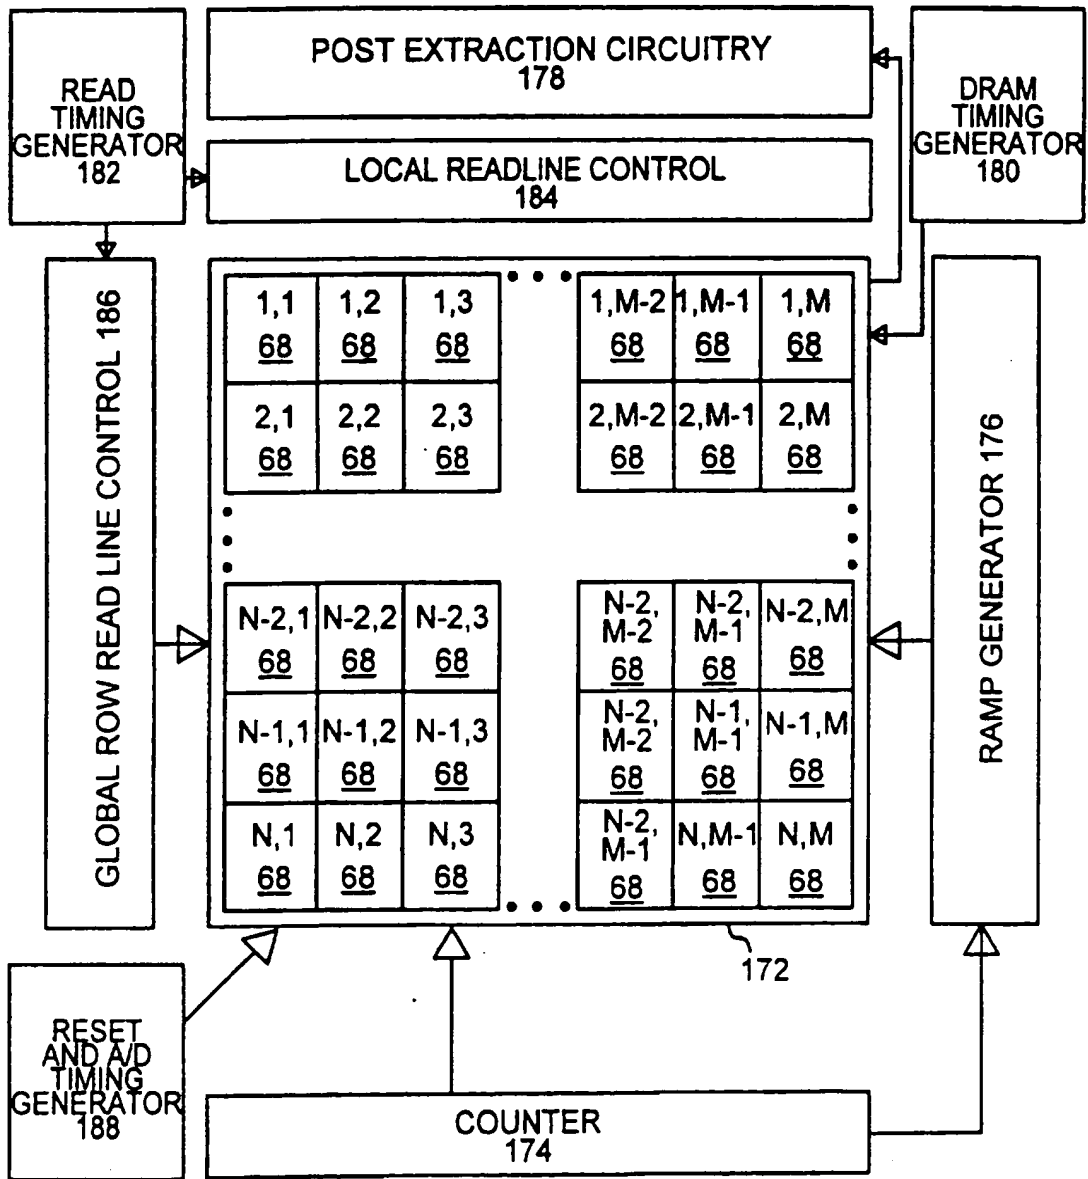 READ
TIMING
GENERATOR
182
POST EXTRACTION CIRCUITRY
178
DRAM
TIMING
GENERATOR
180
LOCAL READLINE CONTROL
184
GLOBAL ROW READ LINE CONTROL 186
1,1 1,2 1,3 1,M-2 1,M-1 1,M
68 68 68 68 68 68
2,1 2,2 2,3 2,M-2 2,M-1 2,M
68 68 68 68 68 68
N-2,1 N-2,2 N-2,3 N-2, M-2 N-2, M-1 N-2,M
68 68 68 68 68 68
N-1,1 N-1,2 N-1,3 N-2, M-2 N-1, M-1 N-1,M
68 68 68 68 68 68
N,1 N,2 N,3 N-2, M-1 N,M-1 N,M
68 68 68 68 68 68
RAMP GENERATOR 176
172
RESET
AND A/D
TIMING
GENERATOR
188
COUNTER
174